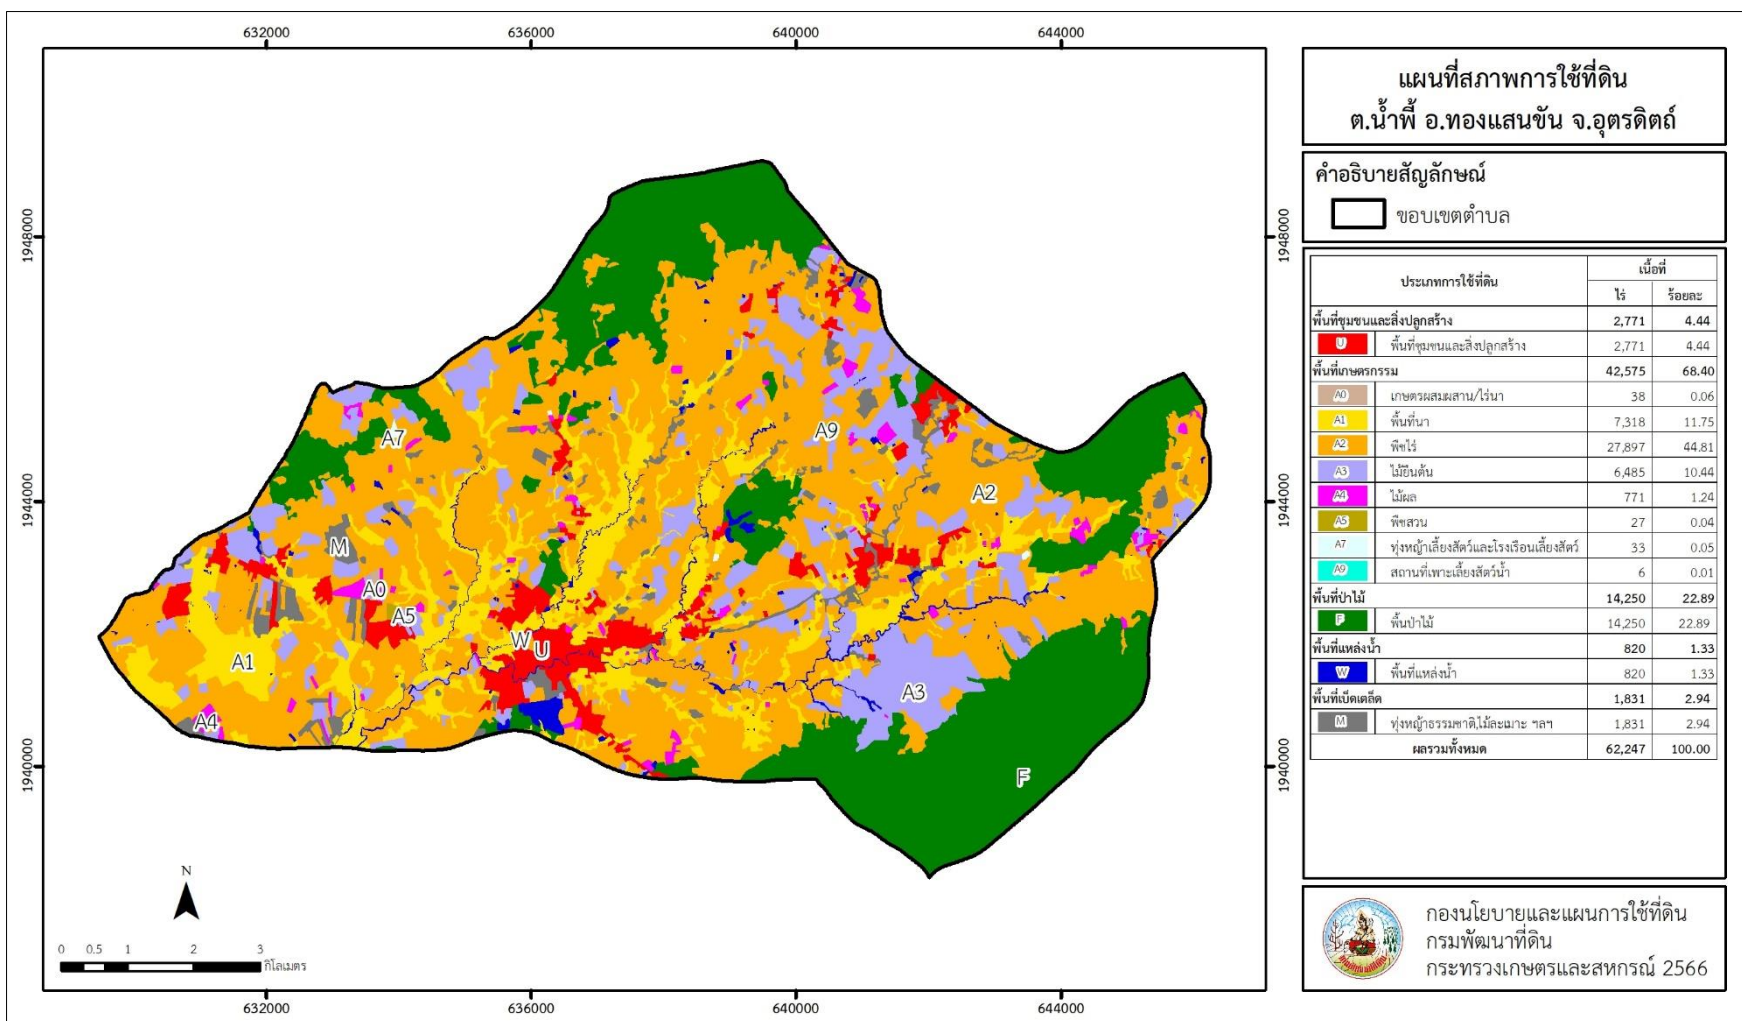 632000 636000 640000 644000
1948000 1948000
1944000 1944000
1940000 1940000
632000 636000 640000 644000
A7
A9
A2
M
A0
A5
W U
A1
A3
A4
F
N
0 0.5 1 2 3
กิโลเมตร
แผนที่สภาพการใช้ที่ดิน
ต.น้ำพี้ อ.ทองแสนขัน จ.อุตรดิตถ์
คำอธิบายสัญลักษณ์
ขอบเขตตำบล
ประเภทการใช้ที่ดิน เนื้อที่
ไร่ ร้อยละ
พื้นที่ชุมชนและสิ่งปลูกสร้าง 2,771 4.44
U พื้นที่ชุมชนและสิ่งปลูกสร้าง 2,771 4.44
พื้นที่เกษตรกรรม 42,575 68.40
A0 เกษตรผสมผสาน/ไร่นา 38 0.06
A1 พื้นที่นา 7,318 11.75
A2 พืชไร่ 27,897 44.81
A3 ไม้ยืนต้น 6,485 10.44
A4 ไม้ผล 771 1.24
A5 พืชสวน 27 0.04
A7 ทุ่งหญ้าเลี้ยงสัตว์และโรงเรือนเลี้ยงสัตว์ 33 0.05
A9 สถานที่เพาะเลี้ยงสัตว์น้ำ 6 0.01
พื้นที่ป่าไม้ 14,250 22.89
F พื้นป่าไม้ 14,250 22.89
พื้นที่แหล่งน้ำ 820 1.33
W พื้นที่แหล่งน้ำ 820 1.33
พื้นที่เบ็ดเตล็ด 1,831 2.94
M ทุ่งหญ้าธรรมชาติ,ไม้ละเมาะ ฯลฯ 1,831 2.94
ผลรวมทั้งหมด 62,247 100.00
กองนโยบายและแผนการใช้ที่ดิน
กรมพัฒนาที่ดิน
กระทรวงเกษตรและสหกรณ์ 2566